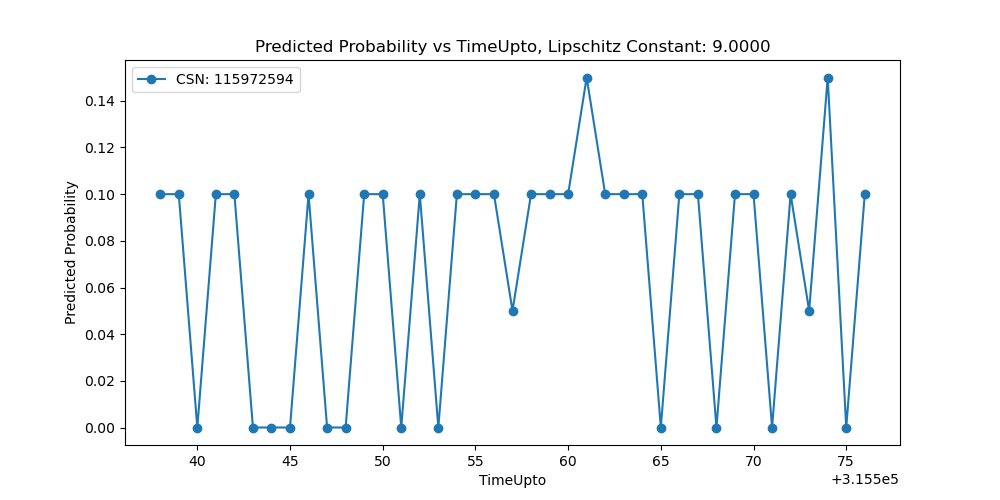 Predicted Probability vs TimeUpto, Lipschitz Constant: 9.0000
CSN: 115972594
Predicted Probability
0.14
0.12
0.10
0.08
0.06
0.04
0.02
0.00
40 45 50 55 60 65 70 75
TimeUpto
+3.155e5